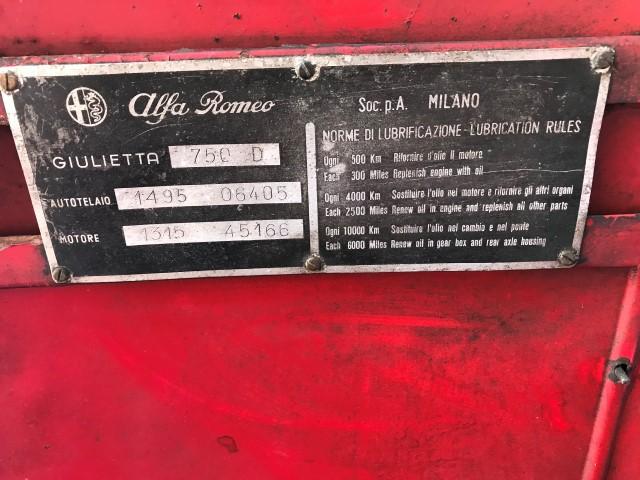 Alfa Romeo
GIULIETTA 750 D
AUTOTELAIO 1495 06405
MOTORE 1315 45166
Soc.p.A. MILANO
NORME DI LUBRIFICAZIONE - LUBRICATION RULES
Ogni 500 Km Rifornire d'olio il motore
Each 300 Miles Replenish engine with oil
Ogni 4000 Km Sostituire l'olio nel motore e rifornire gli altri organi
Each 2500 Miles Renew oil in engine and replenish all other parts
Ogni 10000 Km Sostituire l'olio nel cambio e nel ponte
Each 6000 Miles Renew oil in gear box and rear axle housing